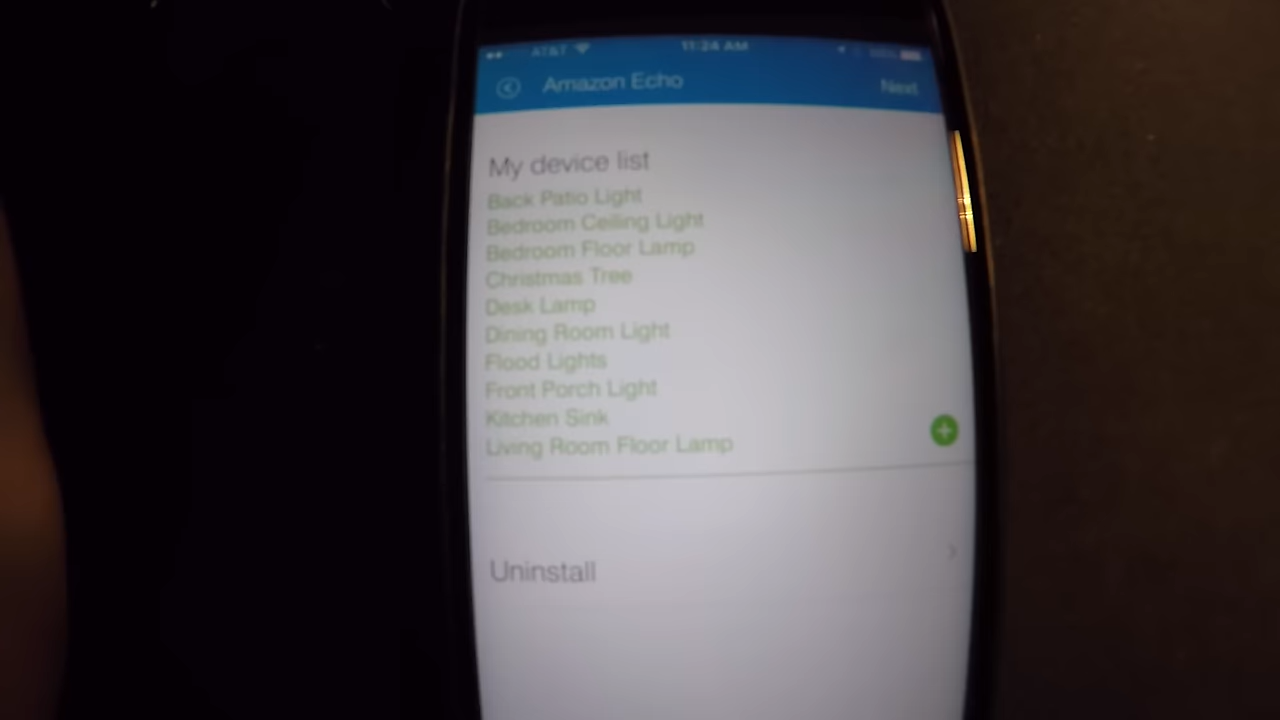 AT&T 11:24 AM
Amazon Echo Next
My device list
Back Patio Light
Bedroom Ceiling Light
Bedroom Floor Lamp
Christmas Tree
Desk Lamp
Dining Room Light
Flood Lights
Front Porch Light
Kitchen Sink
Living Room Floor Lamp
Uninstall